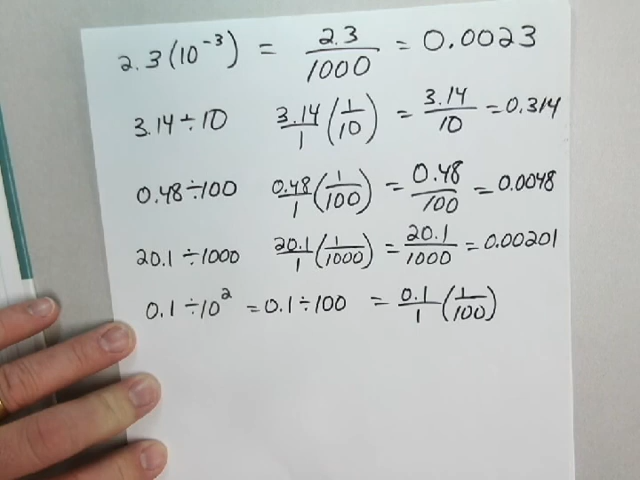 2.3(10^-3) = 2.3/1000 = 0.0023
3.14 ÷ 10 3.14/1 (1/10) = 3.14/10 = 0.314
0.48 ÷ 100 0.48/1 (1/100) = 0.48/100 = 0.0048
20.1 ÷ 1000 20.1/1 (1/1000) = 20.1/1000 = 0.00201
0.1 ÷ 10^2 = 0.1 ÷ 100 = 0.1/1 (1/100)